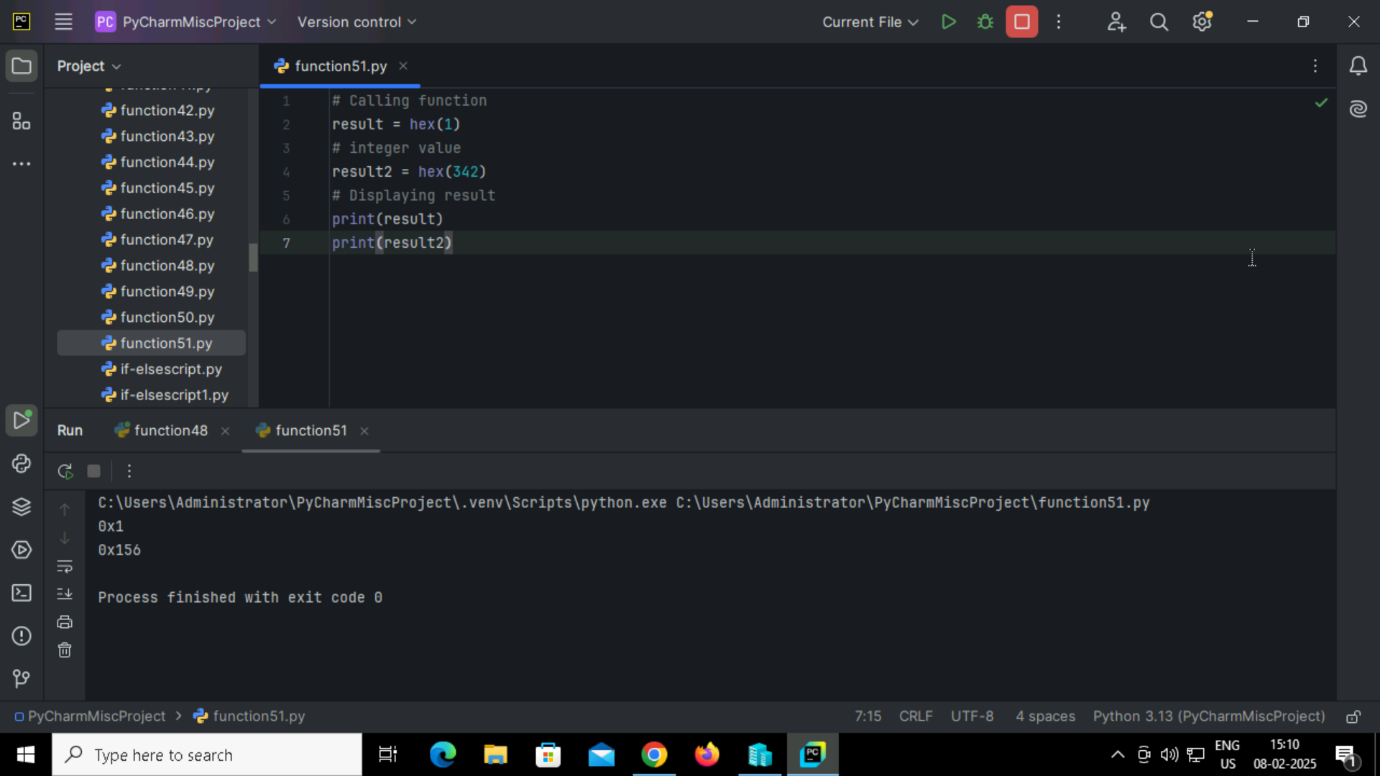 PC
PC PyCharmMiscProject Version control Current File
Project
function51.py
function42.py
function43.py
function44.py
function45.py
function46.py
function47.py
function48.py
function49.py
function50.py
function51.py
if-elsescript.py
if-elsescript1.py
1 # Calling function
2 result = hex(1)
3 # integer value
4 result2 = hex(342)
5 # Displaying result
6 print(result)
7 print(result2)
Run function48 function51
C:\Users\Administrator\PyCharmMiscProject\.venv\Scripts\python.exe C:\Users\Administrator\PyCharmMiscProject\function51.py
0x1
0x156
Process finished with exit code 0
PyCharmMiscProject > function51.py 7:15 CRLF UTF-8 4 spaces Python 3.13 (PyCharmMiscProject)
Type here to search
PC
ENG
US
15:10
08-02-2025
1